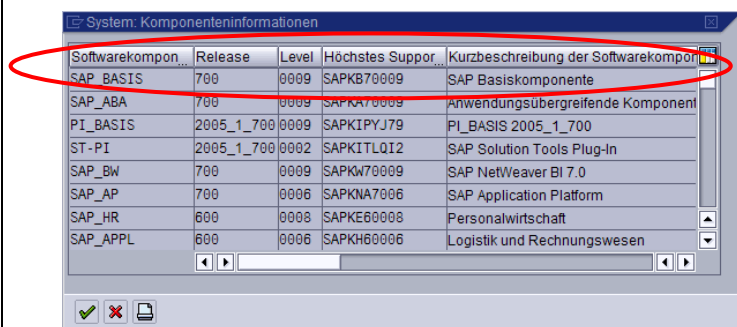 System: Komponenteninformationen
Softwarekompon... Release Level Höchstes Suppor... Kurzbeschreibung der Softwarekompon
SAP_BASIS 700 0009 SAPKB70009 SAP Basiskomponente
SAP_ABA 700 0009 SAPKA70009 Anwendungsübergreifende Komponent
PI_BASIS 2005_1_700 0009 SAPKIPYJ79 PI_BASIS 2005_1_700
ST-PI 2005_1_700 0002 SAPKITLQI2 SAP Solution Tools Plug-In
SAP_BW 700 0009 SAPKW70009 SAP NetWeaver BI 7.0
SAP_AP 700 0006 SAPKNA7006 SAP Application Platform
SAP_HR 600 0008 SAPKE60008 Personalwirtschaft
SAP_APPL 600 0006 SAPKH60006 Logistik und Rechnungswesen